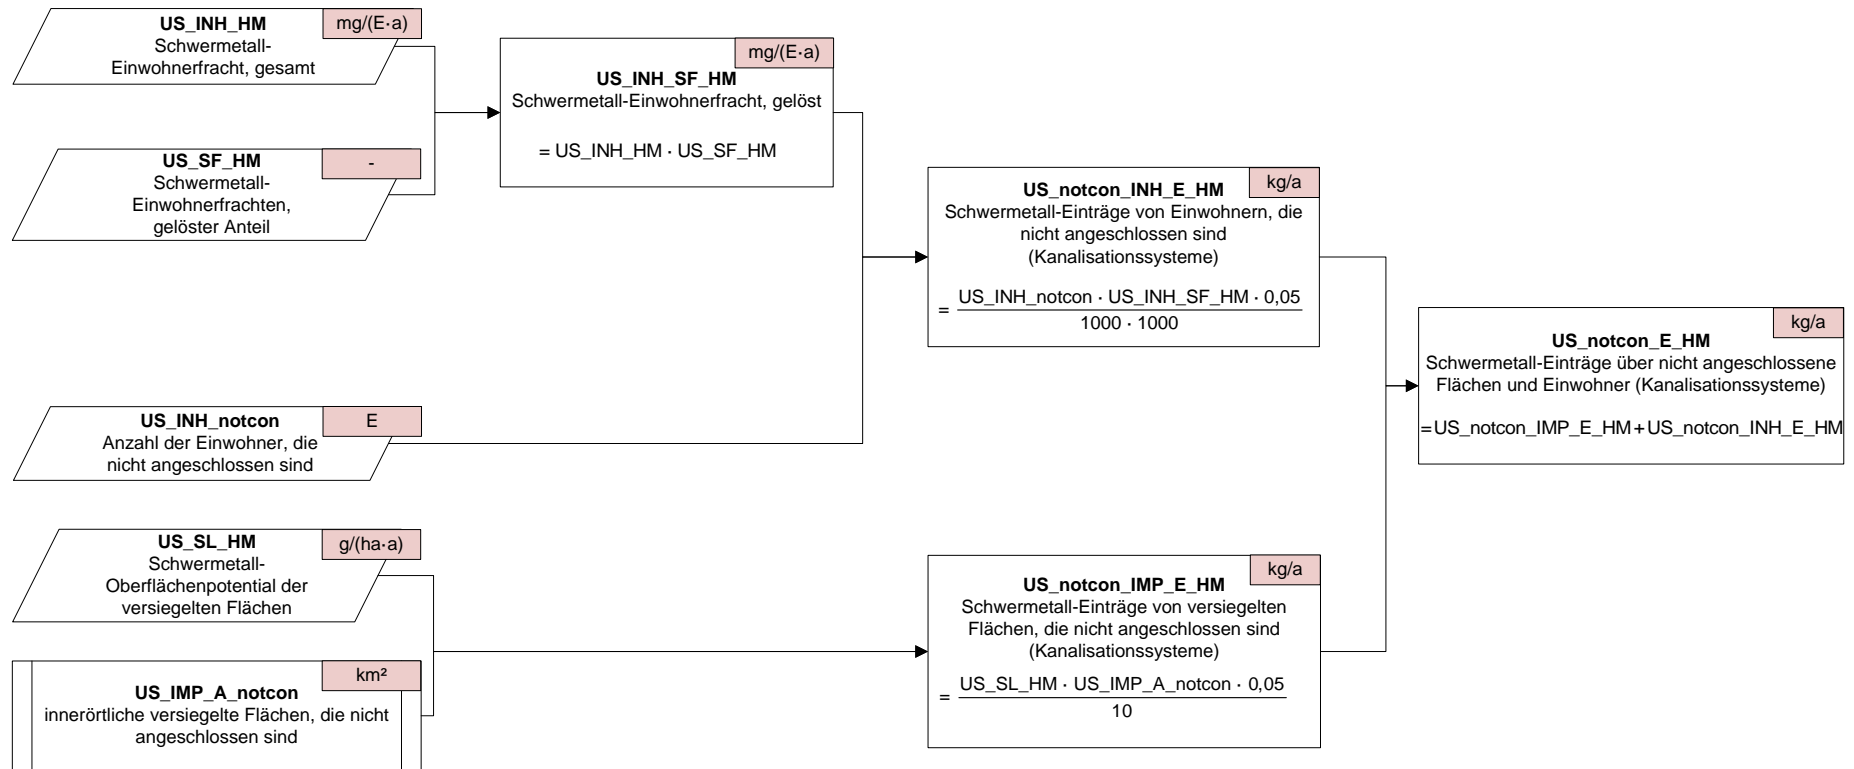 US_INH_HM
mg/(E·a)
Schwermetall-
Einwohnerfracht, gesamt
US_SF_HM
-
Schwermetall-
Einwohnerfrachten,
gelöster Anteil
mg/(E·a)
US_INH_SF_HM
Schwermetall-Einwohnerfracht, gelöst
= US_INH_HM · US_SF_HM
US_INH_notcon
E
Anzahl der Einwohner, die
nicht angeschlossen sind
US_SL_HM
g/(ha·a)
Schwermetall-
Oberflächenpotential der
versiegelten Flächen
km²
US_IMP_A_notcon
innerörtliche versiegelte Flächen, die nicht
angeschlossen sind
kg/a
US_notcon_INH_E_HM
Schwermetall-Einträge von Einwohnern, die
nicht angeschlossen sind
(Kanalisationssysteme)
= US_INH_notcon · US_INH_SF_HM · 0,05
1000 · 1000
kg/a
US_notcon_IMP_E_HM
Schwermetall-Einträge von versiegelten
Flächen, die nicht angeschlossen sind
(Kanalisationssysteme)
= US_SL_HM · US_IMP_A_notcon · 0,05
10
kg/a
US_notcon_E_HM
Schwermetall-Einträge über nicht angeschlossene
Flächen und Einwohner (Kanalisationssysteme)
=US_notcon_IMP_E_HM+US_notcon_INH_E_HM